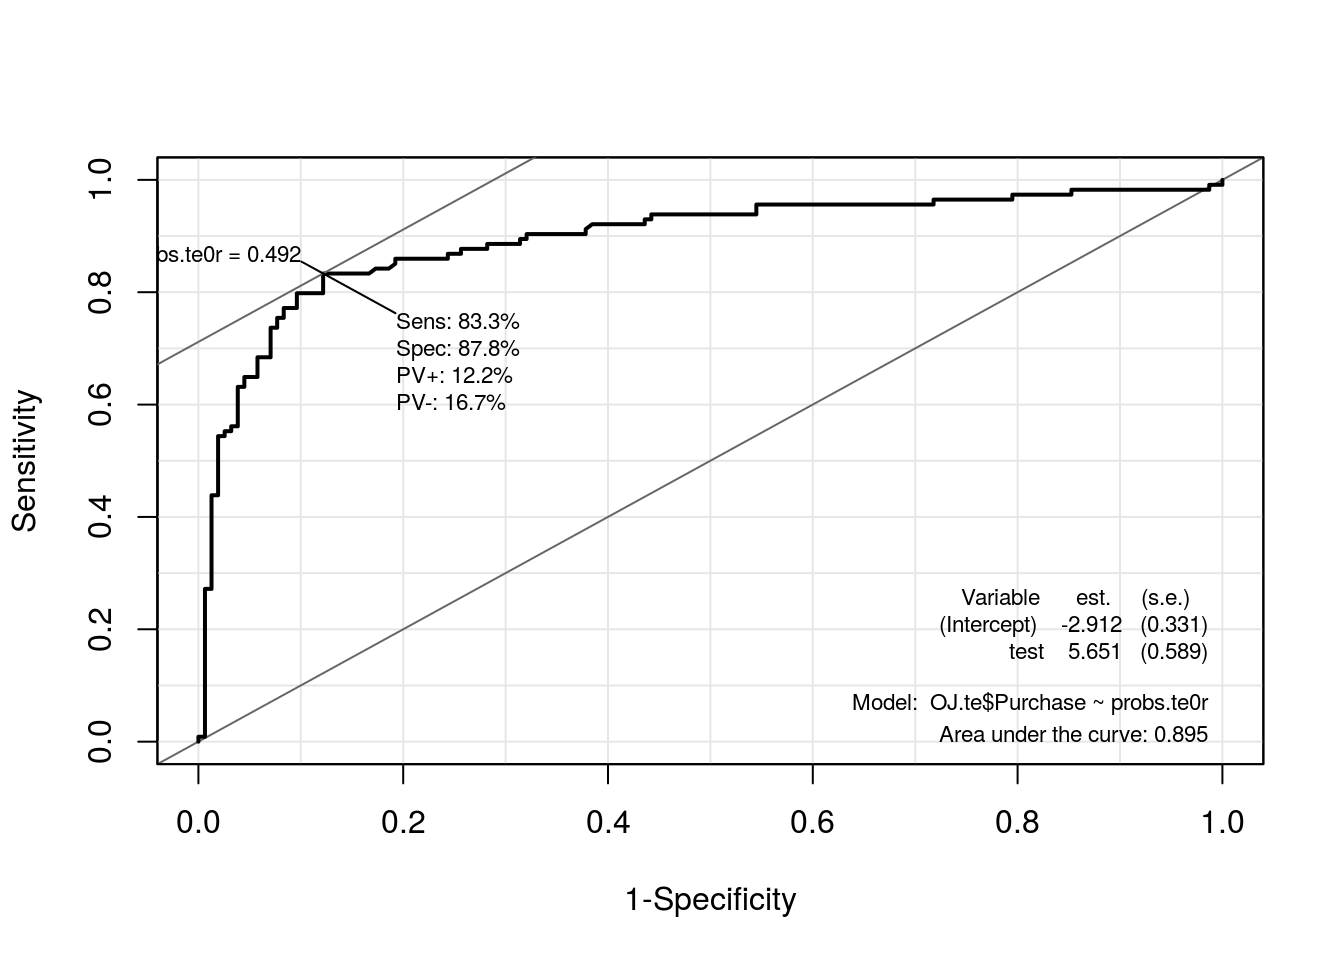 1.0
0.8
0.6
0.4
0.2
0.0
Sensitivity
bs.te0r = 0.492
Sens: 83.3%
Spec: 87.8%
PV+: 12.2%
PV-: 16.7%
Variable est. (s.e.)
(Intercept) -2.912 (0.331)
test 5.651 (0.589)
Model: OJ.te$Purchase ~ probs.te0r
Area under the curve: 0.895
0.0 0.2 0.4 0.6 0.8 1.0
1-Specificity